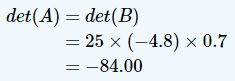 det(A) = det(B)
= 25 × (−4.8) × 0.7
= −84.00